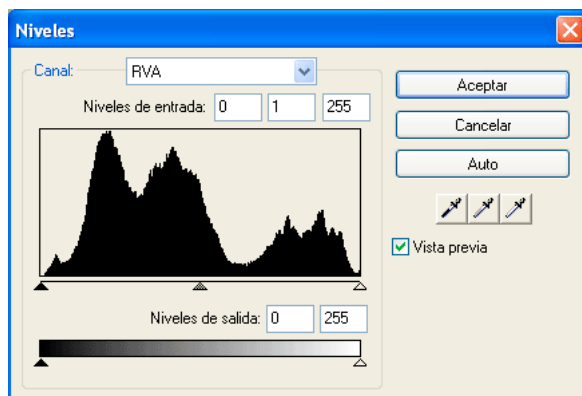 Niveles
Canal: RVA
Niveles de entrada: 0 1 255
Niveles de salida: 0 255
Aceptar
Cancelar
Auto
Vista previa